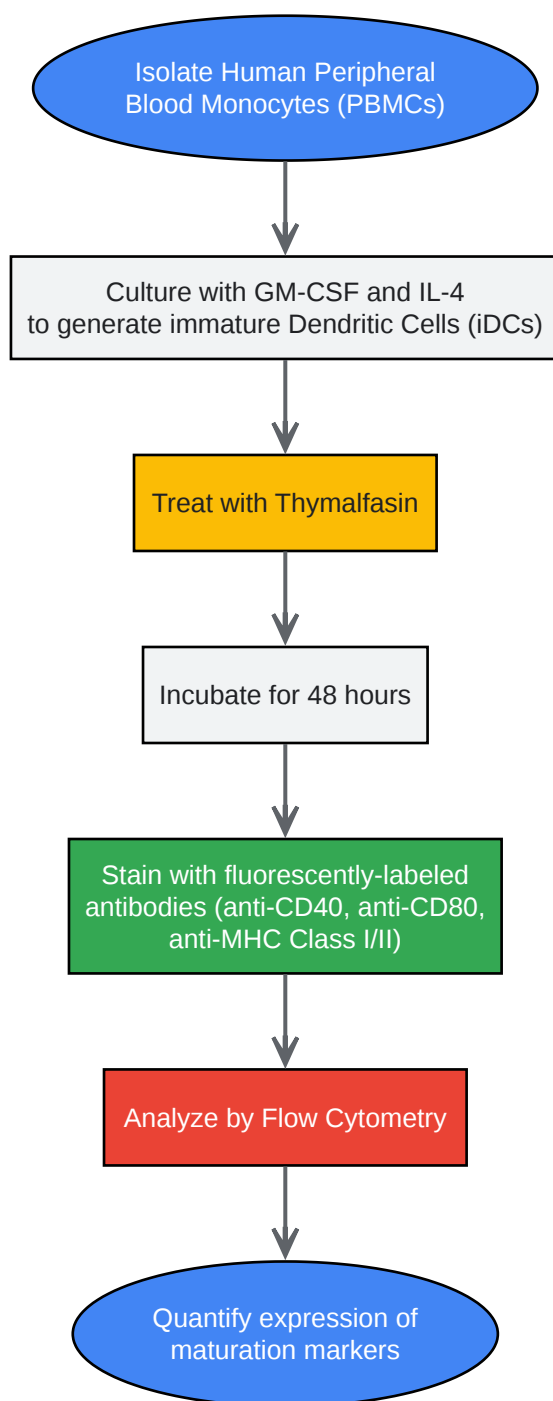 Isolate Human Peripheral
Blood Monocytes (PBMCs)
Culture with GM-CSF and IL-4
to generate immature Dendritic Cells (iDCs)
Treat with Thymalfasin
Incubate for 48 hours
Stain with fluorescently-labeled
antibodies (anti-CD40, anti-CD80,
anti-MHC Class I/II)
Analyze by Flow Cytometry
Quantify expression of
maturation markers